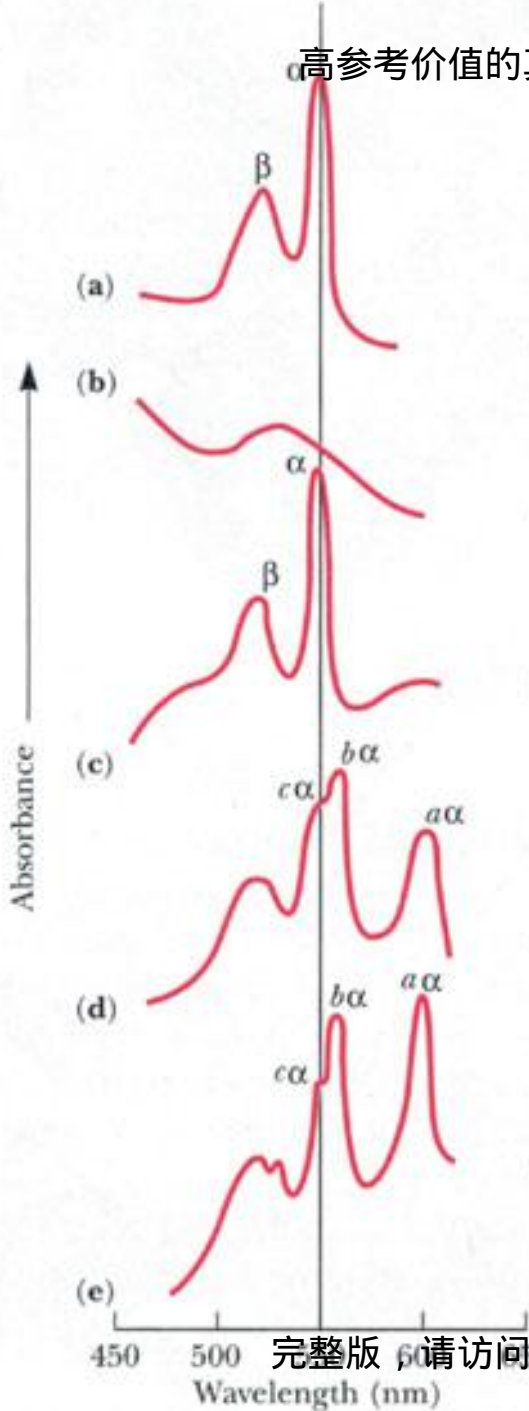 α高参考价值的
β
(a)
(b)
α
β
(c)
bα
cα
aα
Absorbance
(d)
aα
bα
cα
(e)
450 500 完整版，请访问
Wavelength (nm)